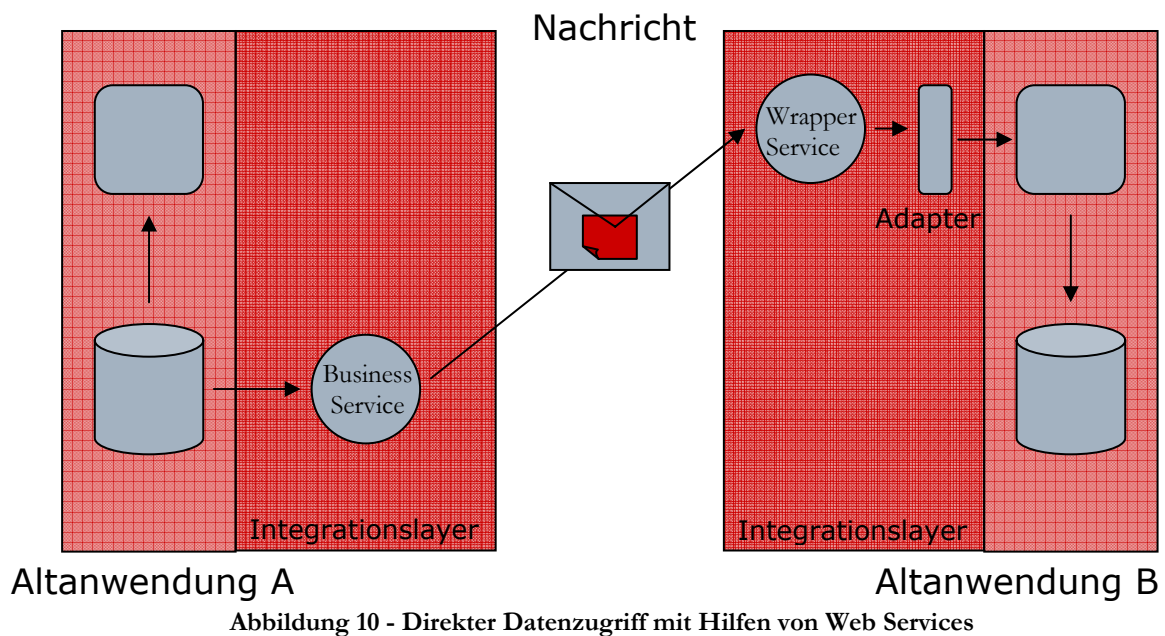 Nachricht
Wrapper
Service
Adapter
Business
Service
Integrationslayer
Integrationslayer
Altanwendung A
Altanwendung B
Abbildung 10 - Direkter Datenzugriff mit Hilfen von Web Services